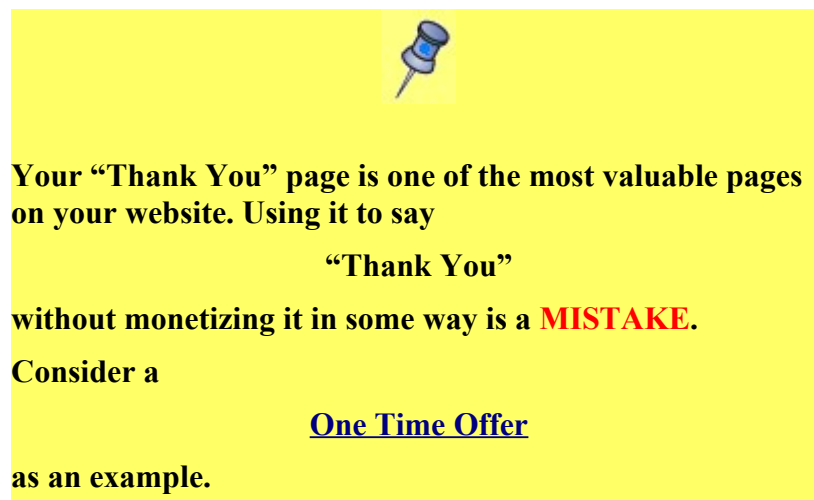 Your “Thank You” page is one of the most valuable pages
on your website. Using it to say
“Thank You”
without monetizing it in some way is a MISTAKE.
Consider a
One Time Offer
as an example.